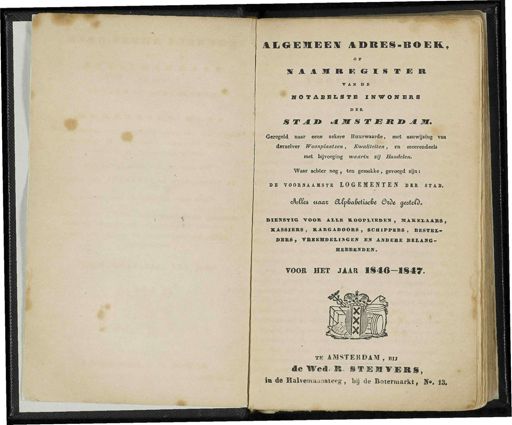 ALGEMEEN ADRES-BOEK,
OF
NAAMREGISTER
VAN DE
NOTABELSTE INWONERS
DER
STAD AMSTERDAM.
Geregeld naar eene zekere Huurwaarde, met aanwijzing van
derzelver Woonplaatsen, Kwaliteiten, en meerendeels
met bijvoeging waarin zij Handelen.
Waar achter nog, ten gemakke, gevoegd zijn:
DE VOORNAAMSTE LOGEMENTEN DER STAD.
Alles naar Alphabetische Orde gesteld.
DIENSTIG VOOR ALLE KOOPLIEDEN, MAKELAARS,
KASSIERS, KARGADOORS, SCHIPPERS, BESTEL-
DERS, VREEMDELINGEN EN ANDERE BELANG-
HEBBENDEN.
VOOR HET JAAR 1846—1847.
TE AMSTERDAM, BIJ
de Wed. R. STEMVERS,
in de Halvemaansteeg, bij de Botermarkt, No. 13.